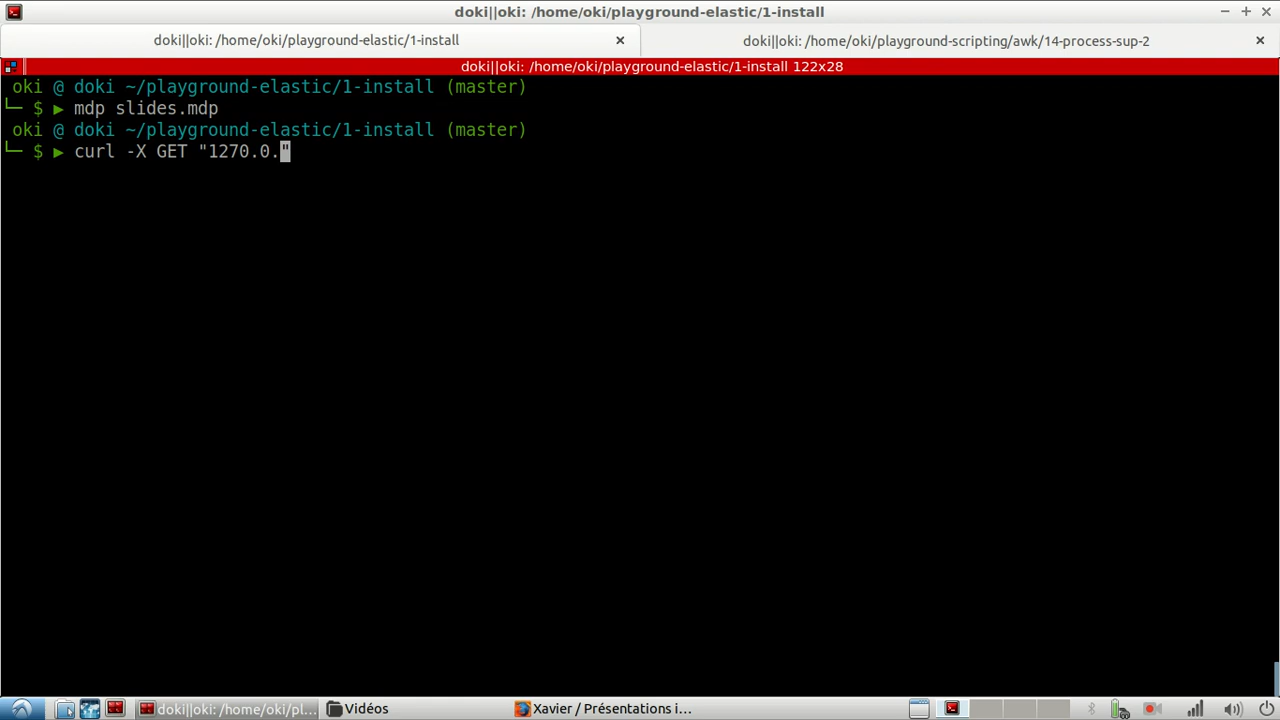 doki||oki: /home/oki/playground-elastic/1-install
doki||oki: /home/oki/playground-elastic/1-install
doki||oki: /home/oki/playground-scripting/awk/14-process-sup-2
doki||oki: /home/oki/playground-elastic/1-install 122x28
oki @ doki ~/playground-elastic/1-install (master)
└─ $ ▶ mdp slides.mdp
oki @ doki ~/playground-elastic/1-install (master)
└─ $ ▶ curl -X GET "1270.0."
doki||oki: /home/oki/pl...
Vidéos
Xavier / Présentations i...